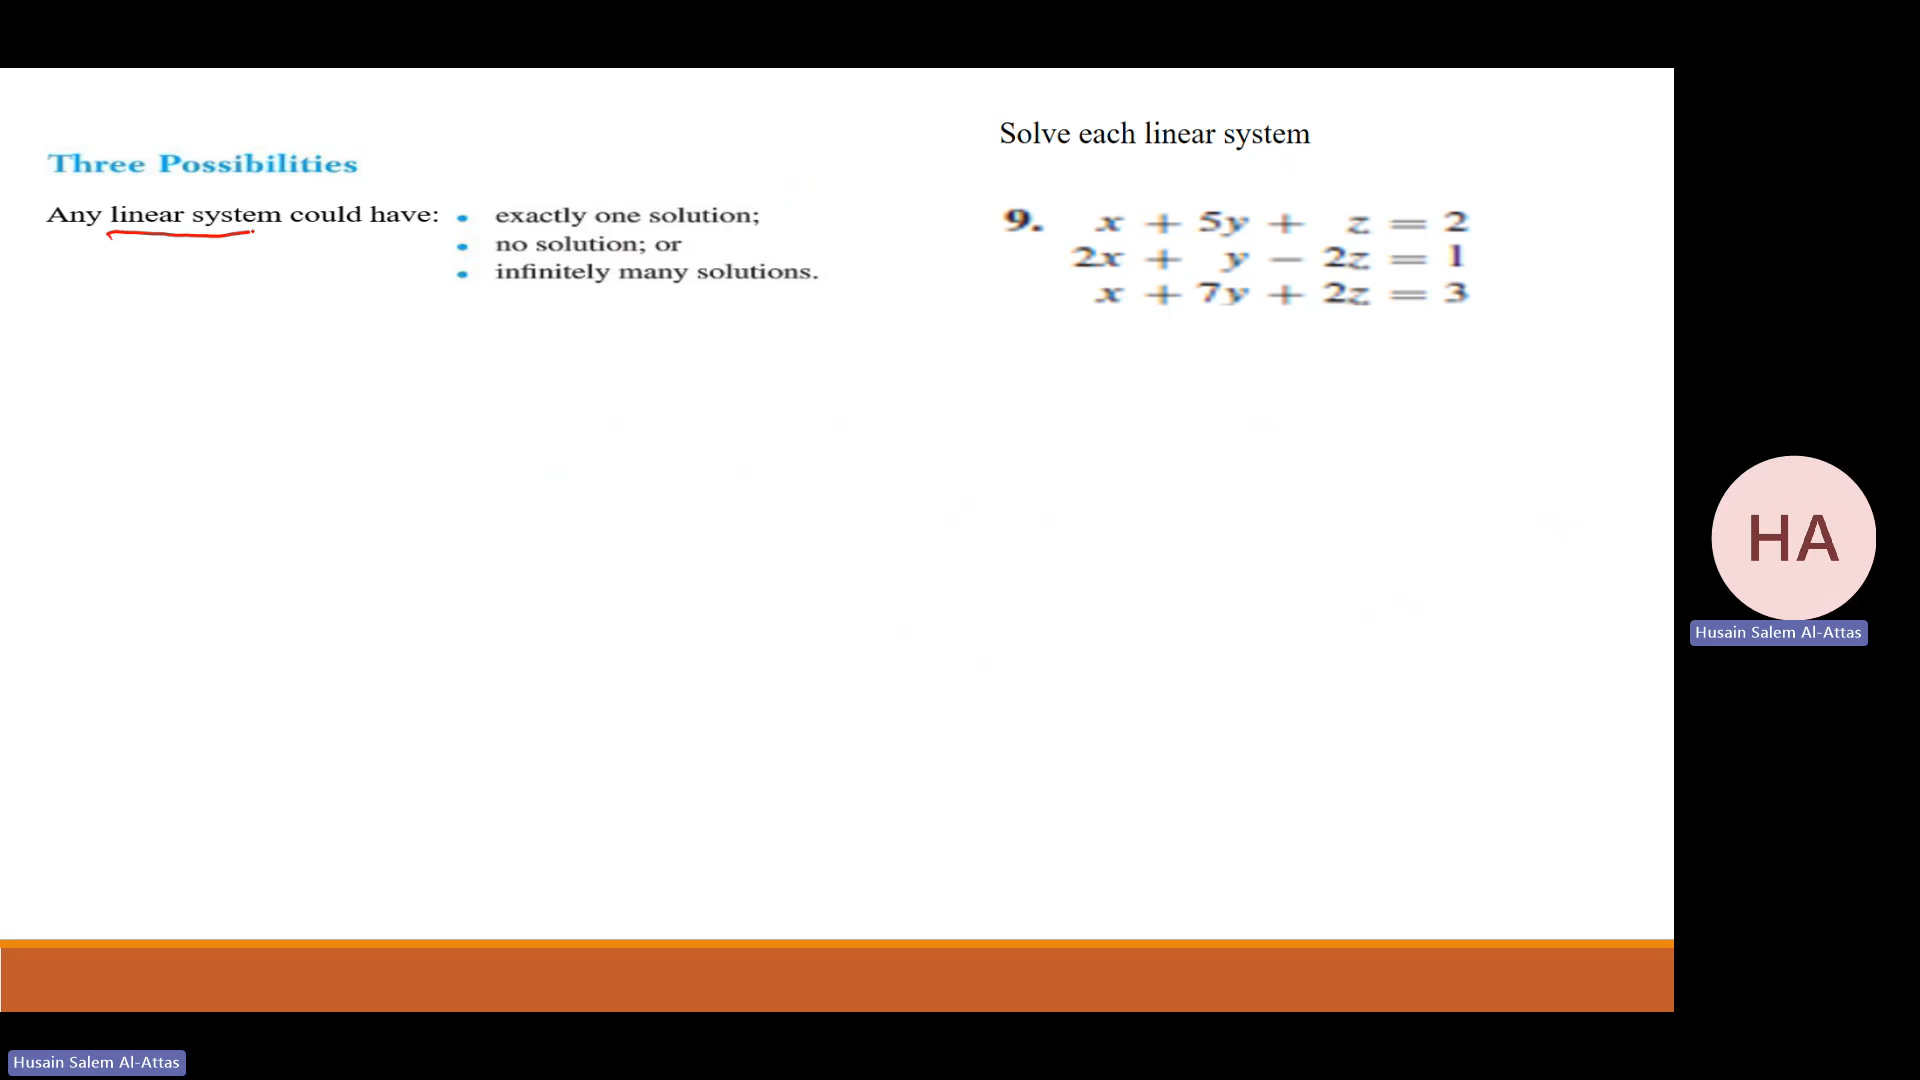 Three Possibilities
Any linear system could have:
• exactly one solution;
• no solution; or
• infinitely many solutions.
Solve each linear system
9. x + 5y + z = 2
2x + y − 2z = 1
x + 7y + 2z = 3
HA
Husain Salem Al-Attas
Husain Salem Al-Attas